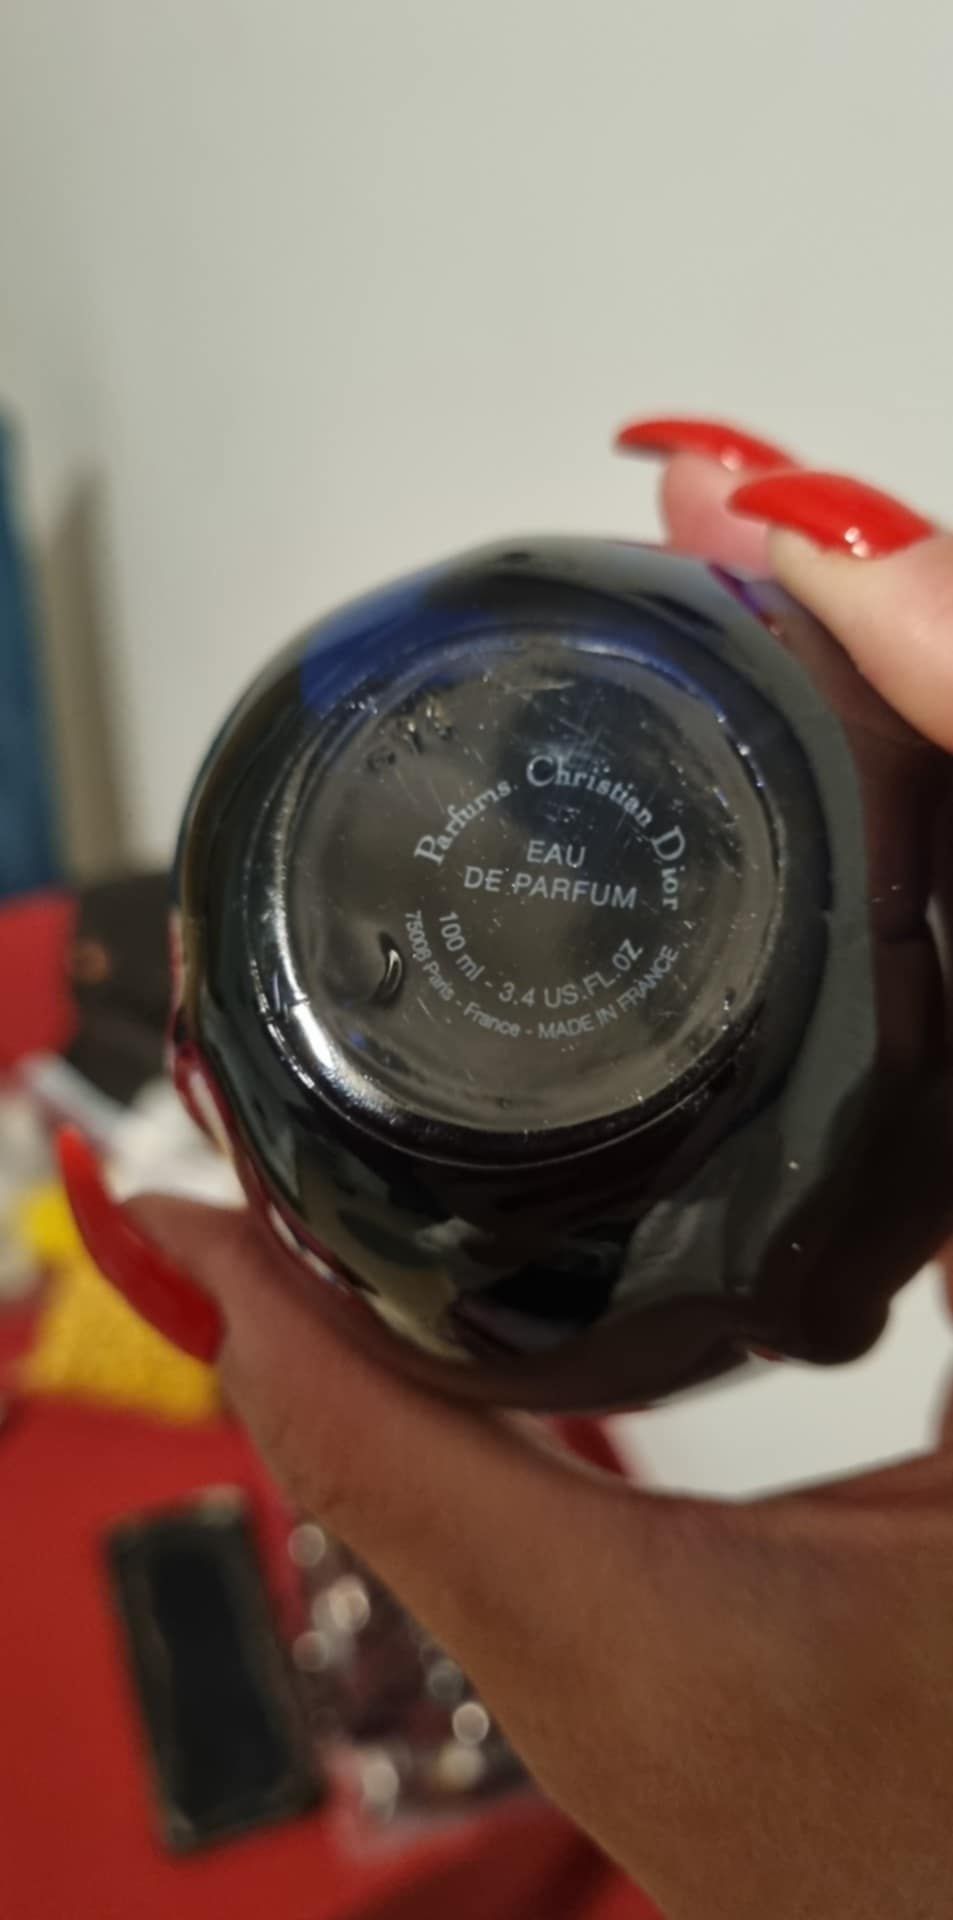 Parfums Christian Dior
EAU
DE PARFUM
100 ml - 3.4 US.FL.OZ
75008 Paris - France - MADE IN FRANCE